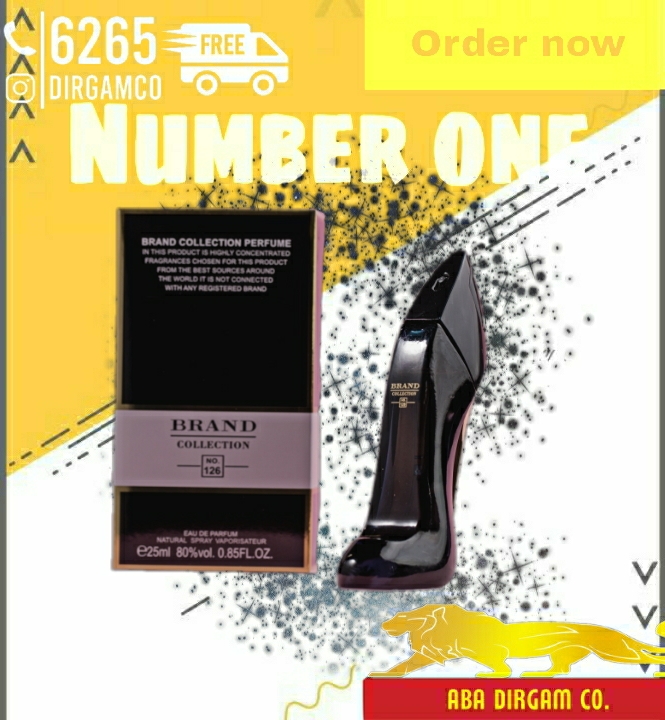 6265
FREE
DIRGAMCO
Order now
NUMBER ONE
BRAND COLLECTION PERFUME
IN THIS PRODUCT IS HIGHLY CONCENTRATED
FRAGRANCES CHOSEN FOR THIS PRODUCT
FROM THE BEST SOURCES AROUND
THE WORLD IT IS NOT CONNECTED
WITH ANY REGISTERED BRAND
BRAND
COLLECTION
NO.
126
EAU DE PARFUM
NATURAL SPRAY VAPORISATEUR
℮25ml 80%vol. 0.85FL.OZ.
BRAND
COLLECTION
ABA DIRGAM CO.